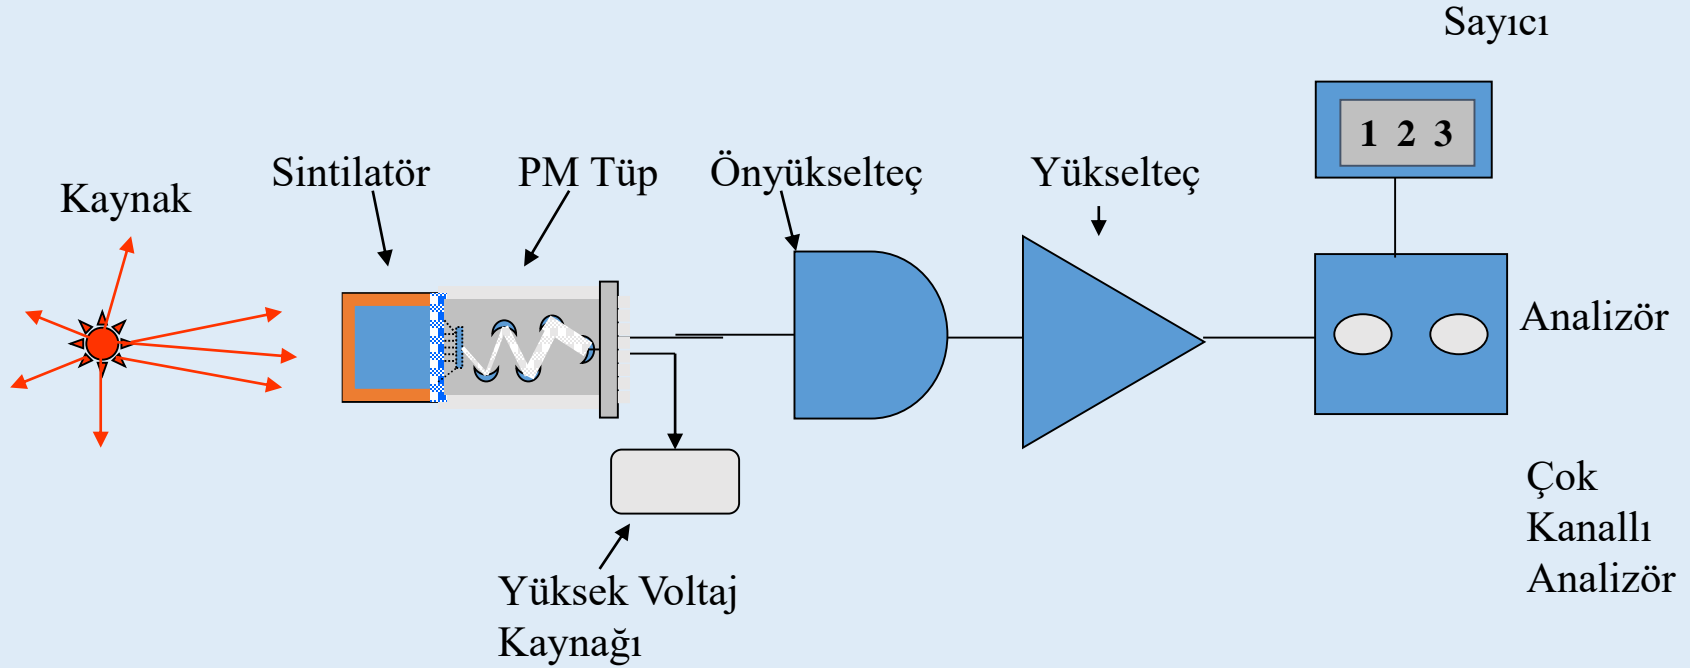 Sayıcı
1 2 3
Kaynak
Sintilatör
PM Tüp
Önyükselteç
Yükselteç
Analizör
Çok
Kanallı
Analizör
Yüksek Voltaj
Kaynağı